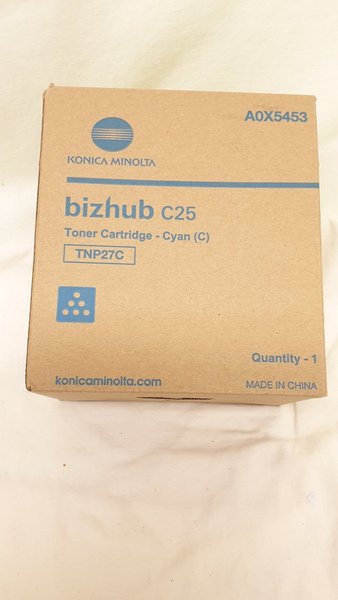 A0X5453
KONICA MINOLTA
bizhub C25
Toner Cartridge - Cyan (C)
TNP27C
Quantity - 1
konicaminolta.com
MADE IN CHINA